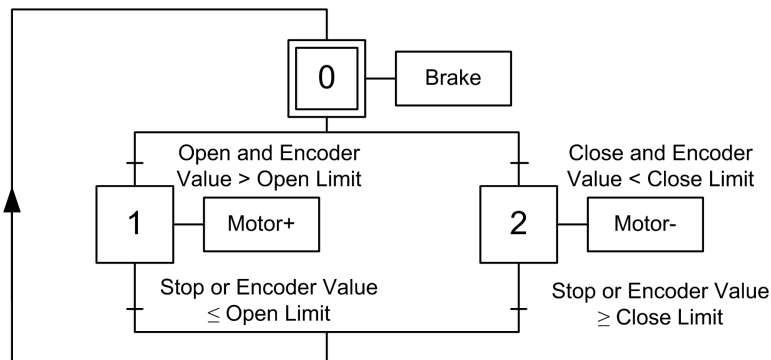 0
Brake
Open and Encoder
Value > Open Limit
Close and Encoder
Value < Close Limit
1
Motor+
2
Motor-
Stop or Encoder Value
≤ Open Limit
Stop or Encoder Value
≥ Close Limit